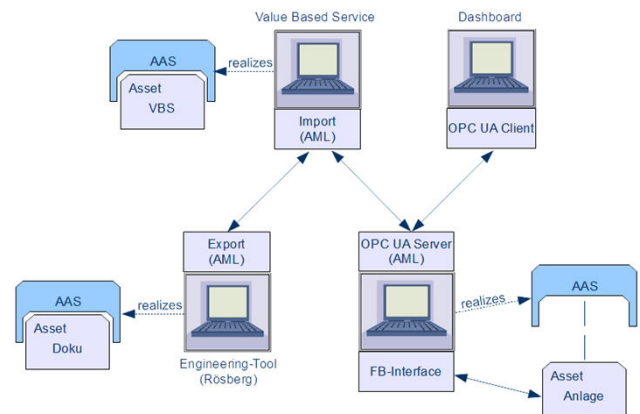 Value Based Service
Dashboard
AAS
realizes
Asset
VBS
Import
(AML)
OPC UA Client
Export
(AML)
OPC UA Server
(AML)
AAS
realizes
Asset
Doku
realizes
AAS
Engineering-Tool
(Rösberg)
FB-Interface
Asset
Anlage